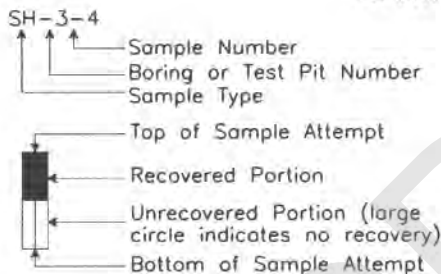 SH-3-4
Sample Number
Boring or Test Pit Number
Sample Type
Top of Sample Attempt
Recovered Portion
Unrecovered Portion (large
circle indicates no recovery)
Bottom of Sample Attempt